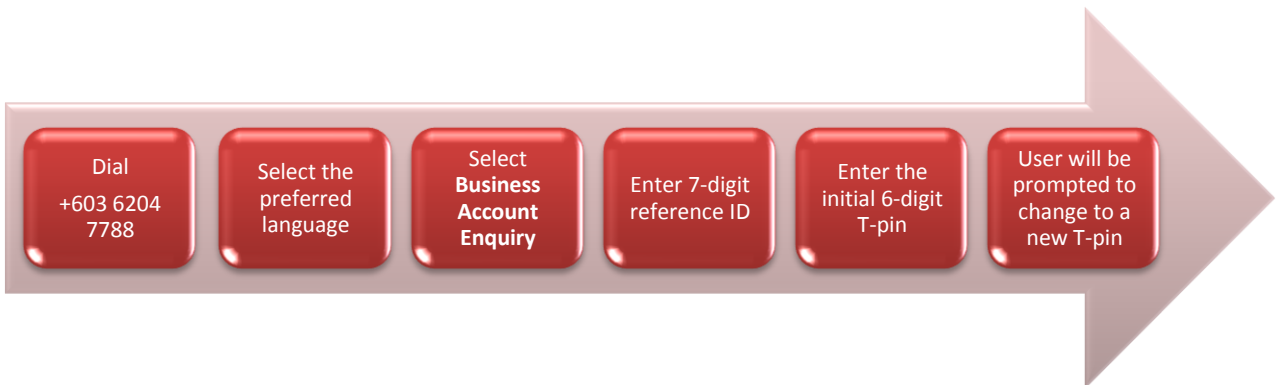 Dial
+603 6204
7788
Select the
preferred
language
Select
Business
Account
Enquiry
Enter 7-digit
reference ID
Enter the
initial 6-digit
T-pin
User will be
prompted to
change to a
new T-pin